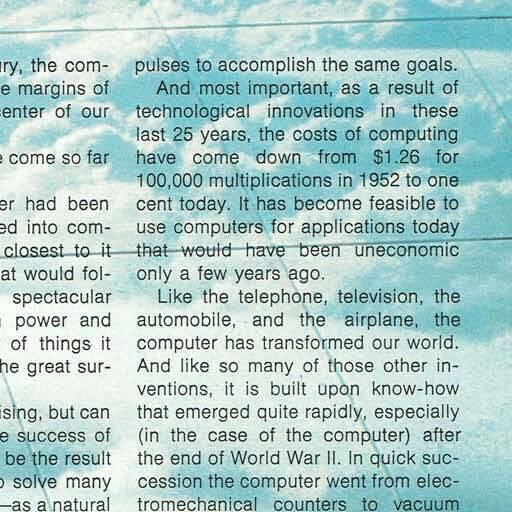 ury, the com-
e margins of
center of our
e come so far
er had been
ed into com-
closest to it
at would fol-
spectacular
power and
of things it
he great sur-
ising, but can
e success of
be the result
o solve many
—as a natural
pulses to accomplish the same goals.
And most important, as a result of
technological innovations in these
last 25 years, the costs of computing
have come down from $1.26 for
100,000 multiplications in 1952 to one
cent today. It has become feasible to
use computers for applications today
that would have been uneconomic
only a few years ago.
Like the telephone, television, the
automobile, and the airplane, the
computer has transformed our world.
And like so many of those other in-
ventions, it is built upon know-how
that emerged quite rapidly, especially
(in the case of the computer) after
the end of World War II. In quick suc-
cession the computer went from elec-
tromechanical counters to vacuum